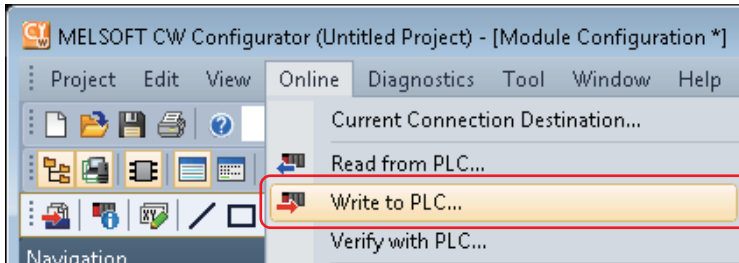 MELSOFT CW Configurator (Untitled Project) - [Module Configuration *]
Project Edit View Online Diagnostics Tool Window Help
Current Connection Destination...
Read from PLC...
Write to PLC...
Verify with PLC...
Navigation